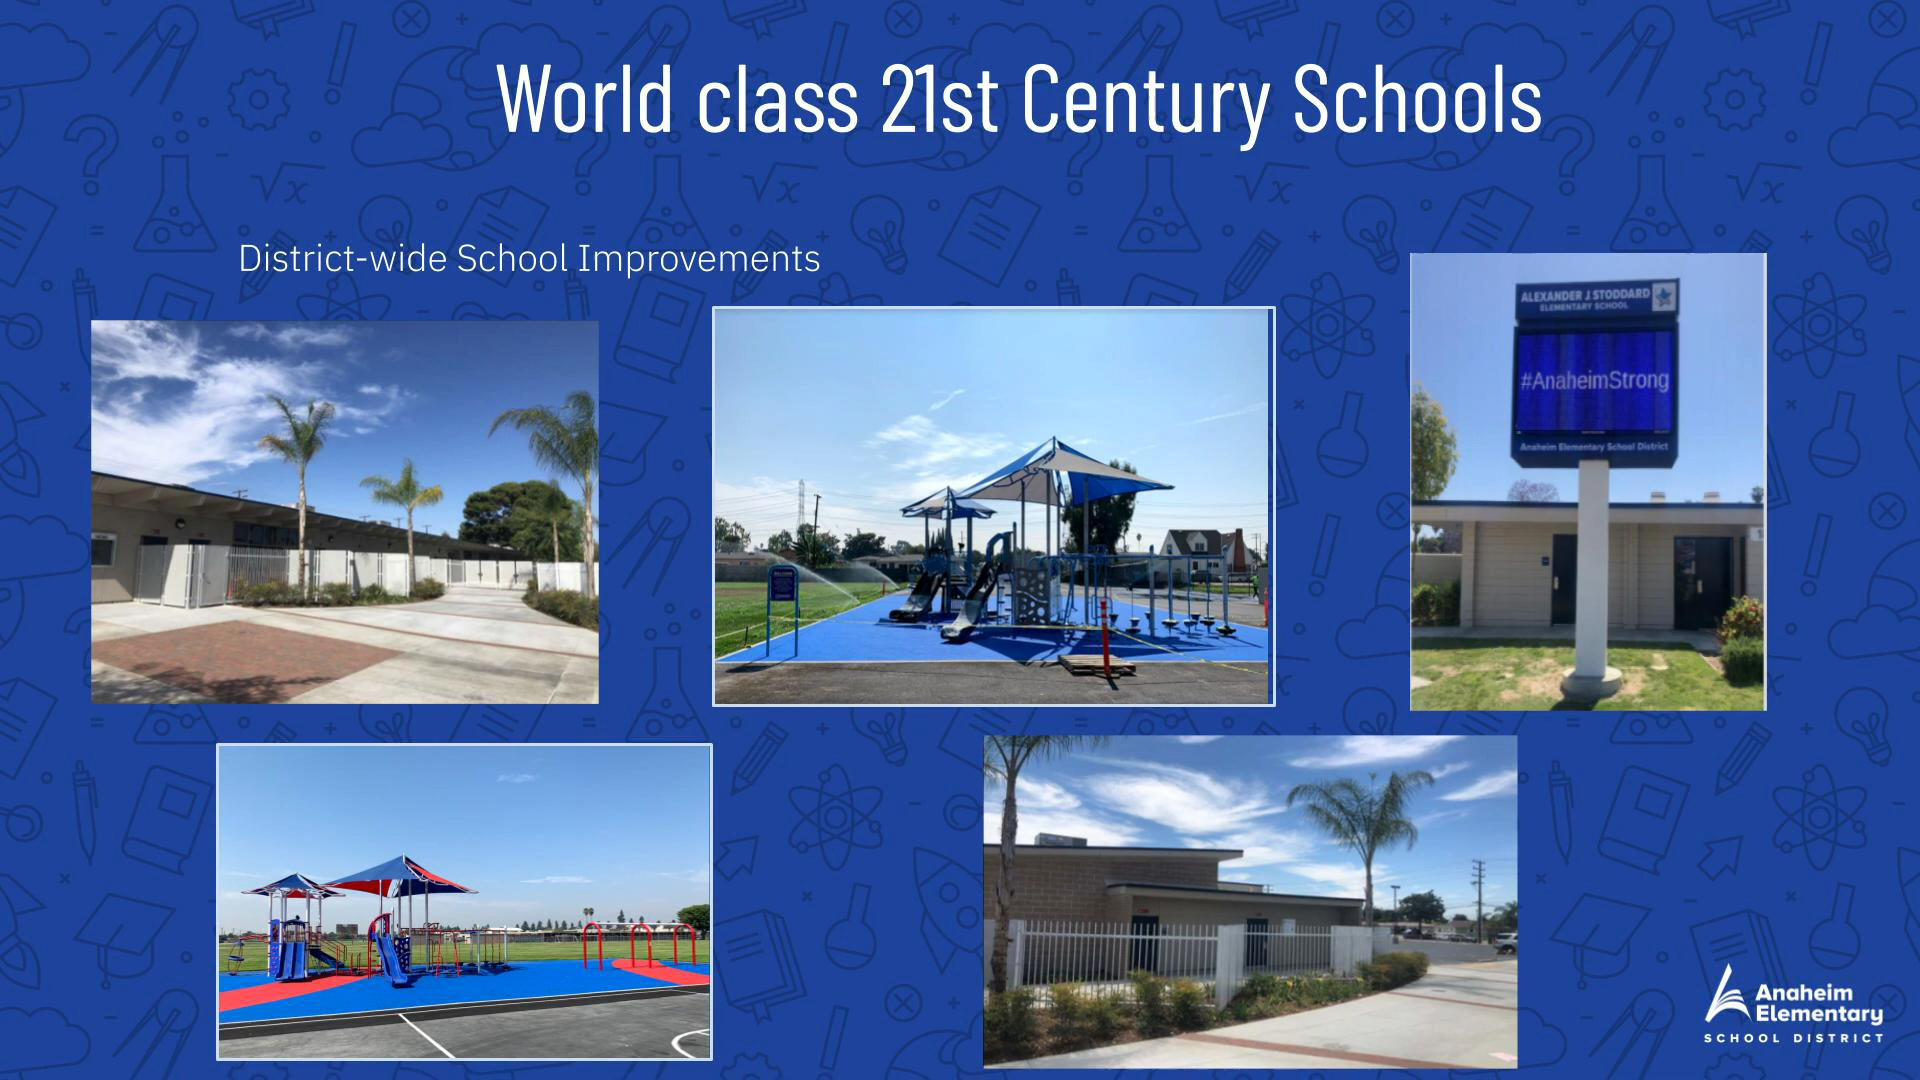 World class 21st Century Schools
District-wide School Improvements
ALEXANDER J. STODDARD
ELEMENTARY SCHOOL
#AnaheimStrong
Anaheim Elementary School District
Anaheim
Elementary
SCHOOL DISTRICT